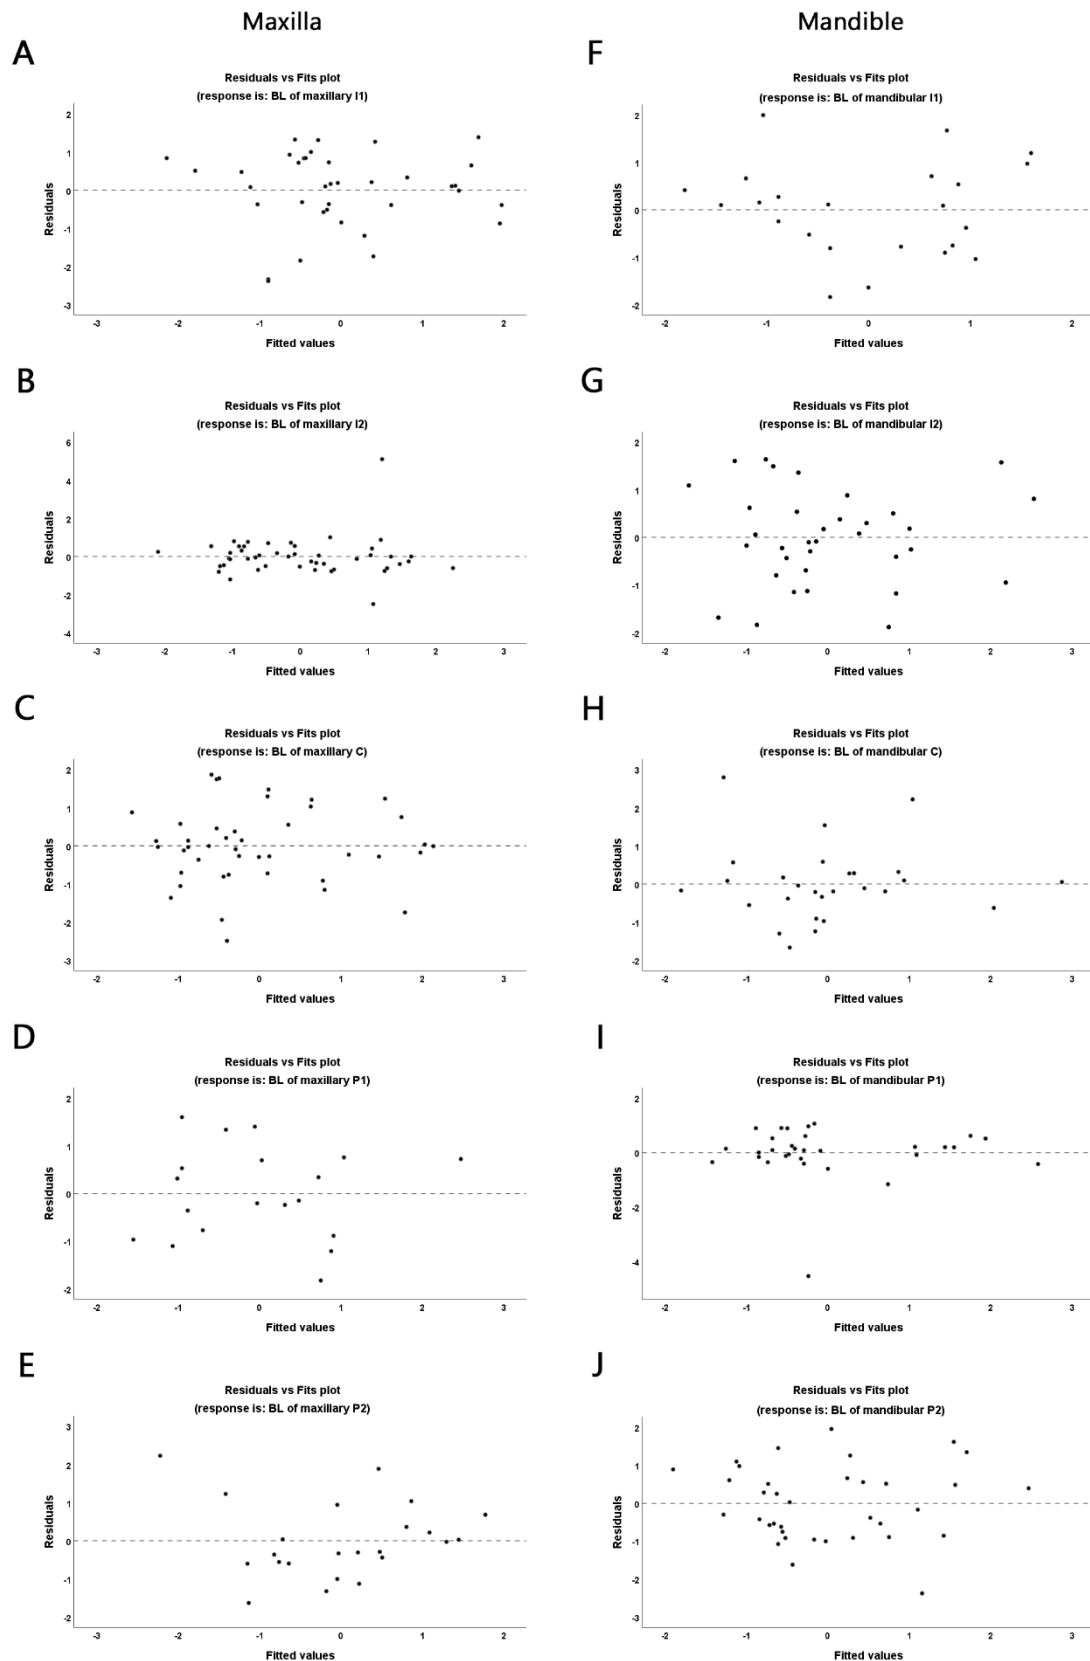 Maxilla
Mandible
A
Residuals vs Fits plot
(response is: BL of maxillary I1)
2
1
0
-1
-2
-3
Residuals
-3 -2 -1 0 1 2
Fitted values
F
Residuals vs Fits plot
(response is: BL of mandibular I1)
2
1
0
-1
-2
Residuals
-2 -1 0 1 2
Fitted values
B
Residuals vs Fits plot
(response is: BL of maxillary I2)
6
4
2
0
-2
-4
Residuals
-3 -2 -1 0 1 2 3
Fitted values
G
Residuals vs Fits plot
(response is: BL of mandibular I2)
2
1
0
-1
-2
Residuals
-2 -1 0 1 2 3
Fitted values
C
Residuals vs Fits plot
(response is: BL of maxillary C)
2
1
0
-1
-2
-3
Residuals
-2 -1 0 1 2 3
Fitted values
H
Residuals vs Fits plot
(response is: BL of mandibular C)
3
2
1
0
-1
-2
Residuals
-2 -1 0 1 2 3
Fitted values
D
Residuals vs Fits plot
(response is: BL of maxillary P1)
2
1
0
-1
-2
Residuals
-2 -1 0 1 2 3
Fitted values
I
Residuals vs Fits plot
(response is: BL of mandibular P1)
2
0
-2
-4
Residuals
-2 -1 0 1 2 3
Fitted values
E
Residuals vs Fits plot
(response is: BL of maxillary P2)
3
2
1
0
-1
-2
Residuals
-3 -2 -1 0 1 2
Fitted values
J
Residuals vs Fits plot
(response is: BL of mandibular P2)
2
1
0
-1
-2
-3
Residuals
-2 -1 0 1 2 3
Fitted values